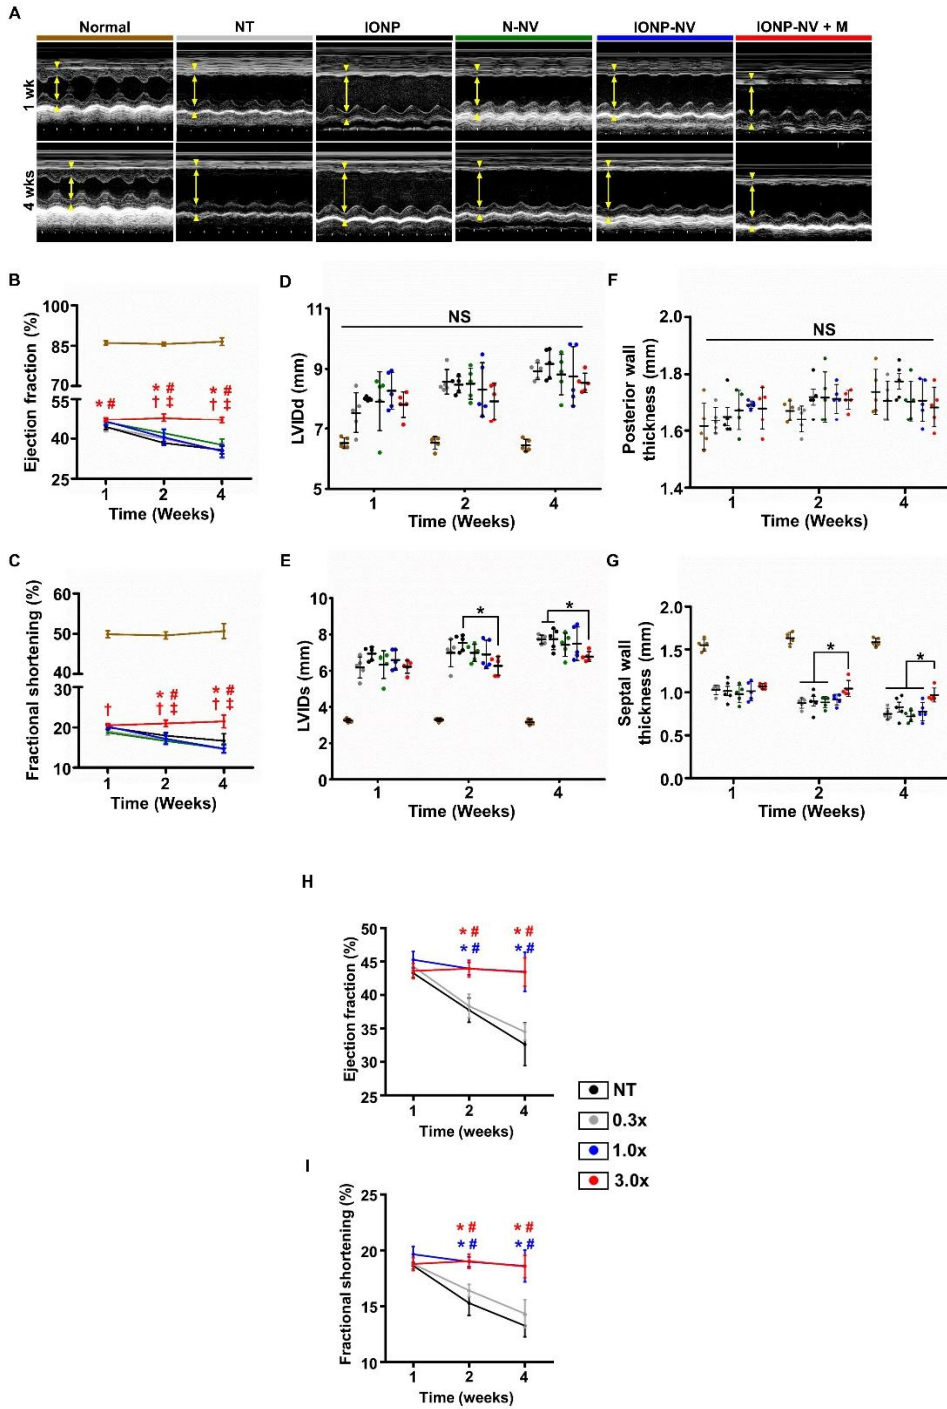 A
Normal NT IONP N-NV IONP-NV IONP-NV + M
1 wk
4 wks
B
Ejection fraction (%)
100
85
70
55
40
25
* #
* #
† ‡
* #
† ‡
1 2 4
Time (Weeks)
C
Fractional shortening (%)
60
50
40
30
20
10
†
* #
† ‡
* #
† ‡
1 2 4
Time (Weeks)
D
LVIDd (mm)
11
9
7
5
NS
1 2 4
Time (Weeks)
E
LVIDs (mm)
10
8
6
4
2
0
*
*
1 2 4
Time (Weeks)
F
Posterior wall
thickness (mm)
2.0
1.8
1.6
1.4
NS
1 2 4
Time (Weeks)
G
Septal wall
thickness (mm)
2.0
1.5
1.0
0.5
0.0
*
*
1 2 4
Time (Weeks)
H
Ejection fraction (%)
50
45
40
35
30
25
* #
* #
* #
* #
1 2 4
Time (weeks)
NT
0.3x
1.0x
3.0x
I
Fractional shortening (%)
25
20
15
10
* #
* #
* #
* #
1 2 4
Time (weeks)